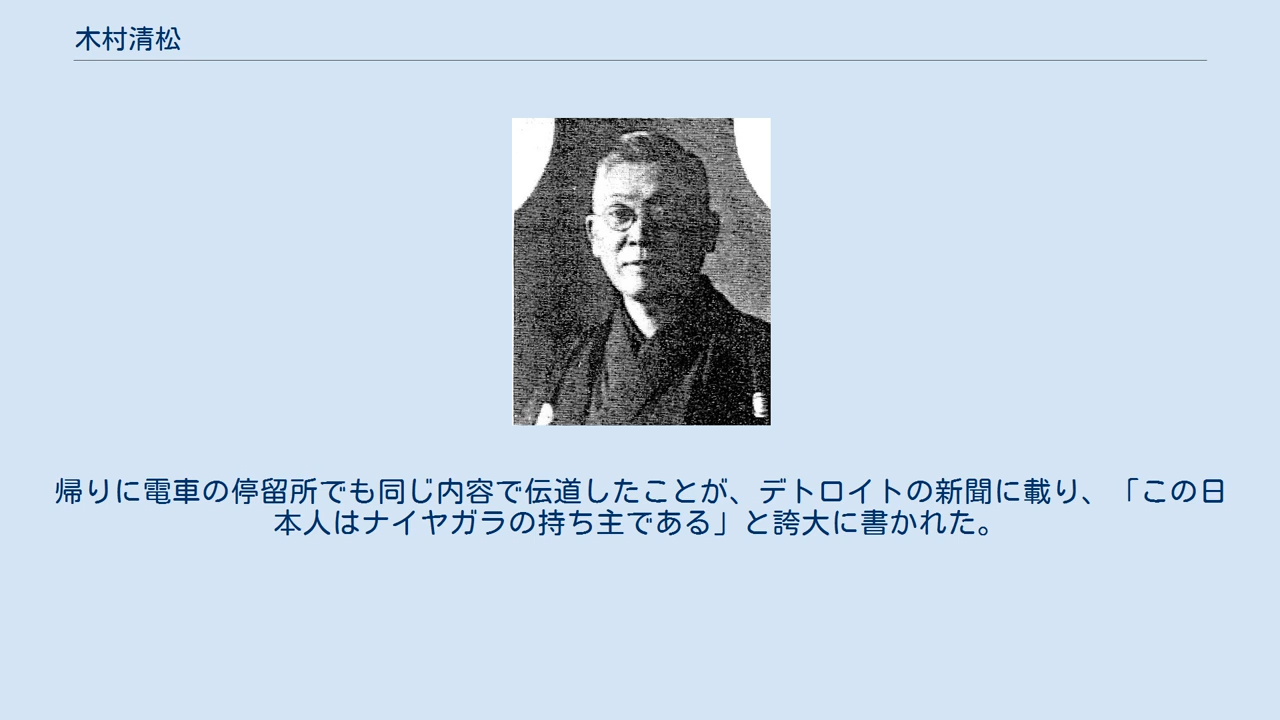 木村清松
帰りに電車の停留所でも同じ内容で伝道したことが、デトロイトの新聞に載り、「この日
本人はナイヤガラの持ち主である」と誇大に書かれた。